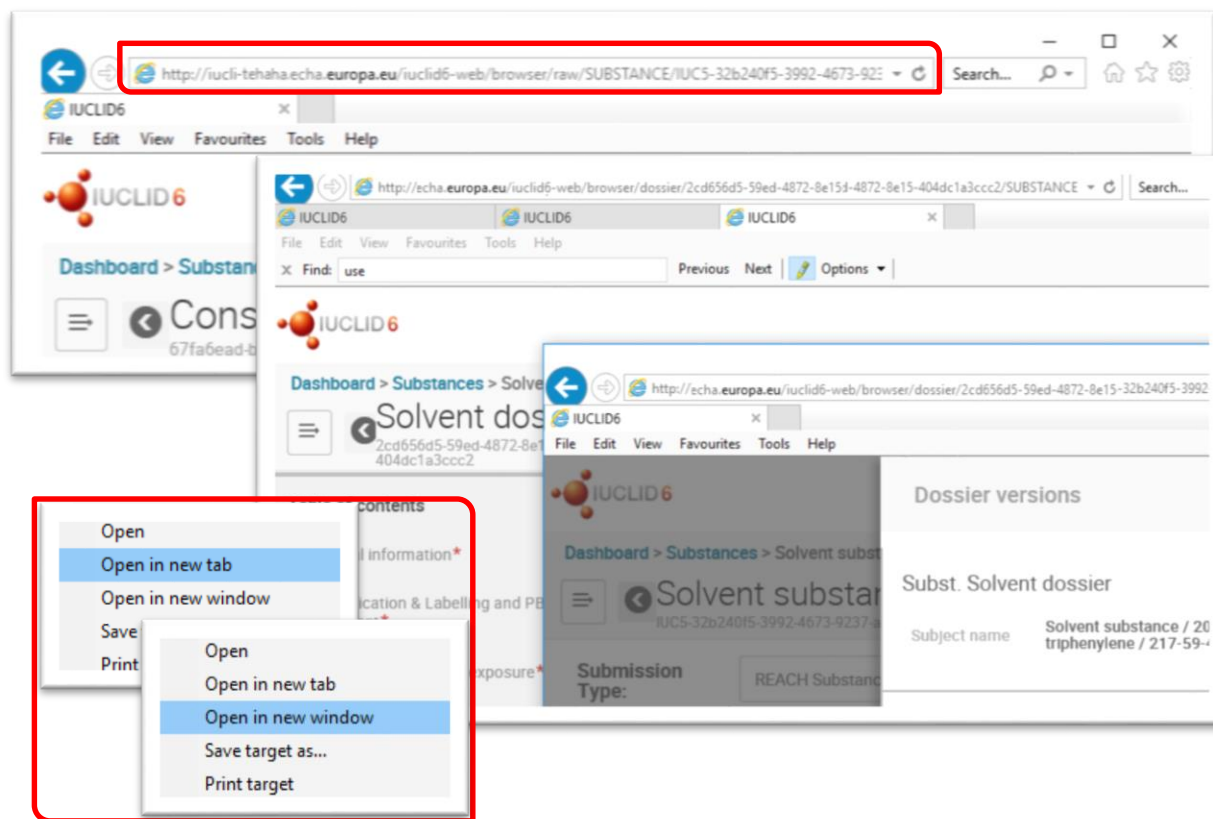 http://iucli-tehaha.echa.europa.eu/iuclid6-web/browser/raw/SUBSTANCE/IUC5-32b240f5-3992-4673-923 Search...
IUCLID6
File Edit View Favourites Tools Help
IUCLID 6
Dashboard > Substan
Cons
67fa6ead-b
http://echa.europa.eu/iuclid6-web/browser/dossier/2cd656d5-59ed-4872-8e15d-4872-8e15-404dc1a3ccc2/SUBSTANCE Search...
IUCLID6 IUCLID6 IUCLID6
File Edit View Favourites Tools Help
Find: use Previous Next Options
IUCLID 6
Dashboard > Substances > Solve
Solvent dos
2cd656d5-59ed-4872-8e1
404dc1a3ccc2
contents
l information*
ication & Labelling and PB
exposure*
http://echa.europa.eu/iuclid6-web/browser/dossier/2cd656d5-59ed-4872-8e15-32b240f5-3992
IUCLID6
File Edit View Favourites Tools Help
IUCLID 6
Dashboard > Substances > Solvent subst
Solvent substar
IUC5-32b240f5-3992-4673-9237-a
Submission
Type:
REACH Substanc
Dossier versions
Subst. Solvent dossier
Subject name Solvent substance / 20
triphenylene / 217-59-
Open
Open in new tab
Open in new window
Save
Print
Open
Open in new tab
Open in new window
Save target as...
Print target